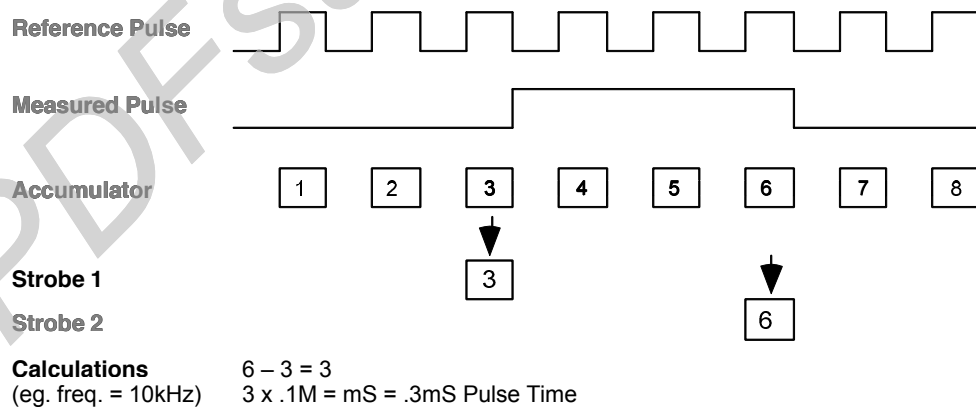 PDFs
Reference Pulse
Measured Pulse
Accumulator 1 2 3 4 5 6 7 8
3
Strobe 1
6
Strobe 2
Calculations 6 – 3 = 3
(eg. freq. = 10kHz) 3 x .1M = mS = .3mS Pulse Time